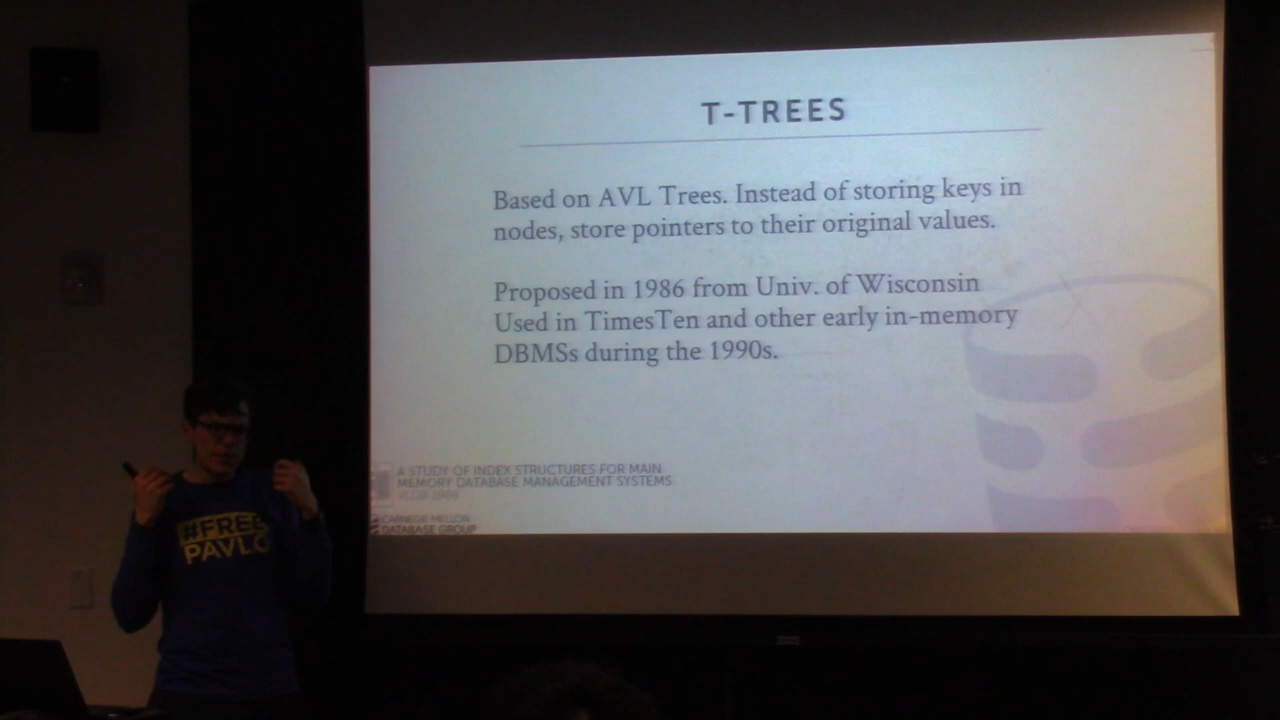 T-TREES
Based on AVL Trees. Instead of storing keys in
nodes, store pointers to their original values.
Proposed in 1986 from Univ. of Wisconsin
Used in TimesTen and other early in-memory
DBMSs during the 1990s.
A STUDY OF INDEX STRUCTURES FOR MAIN
MEMORY DATABASE MANAGEMENT SYSTEMS
VLDB 1986
CARNEGIE MELLON
DATABASE GROUP
#FREE
PAVLO